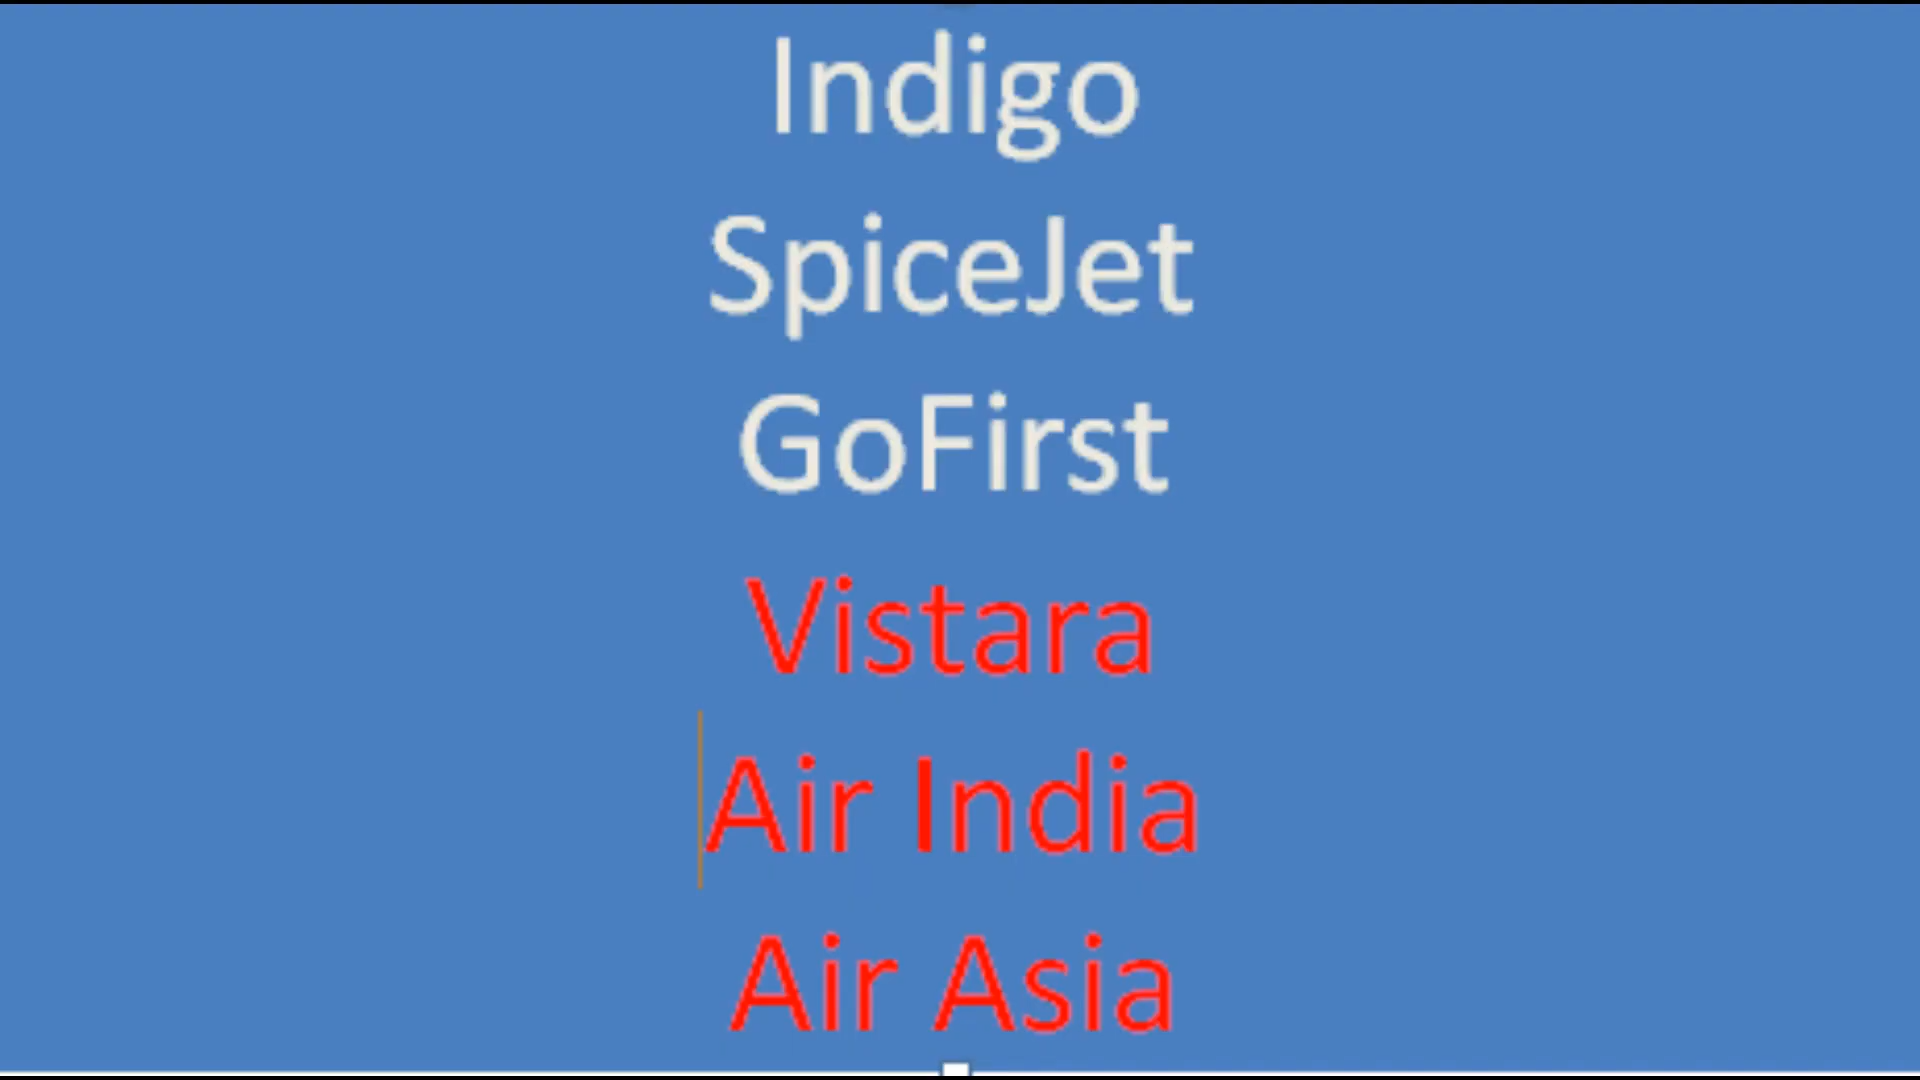 Indigo
SpiceJet
GoFirst
Vistara
Air India
Air Asia